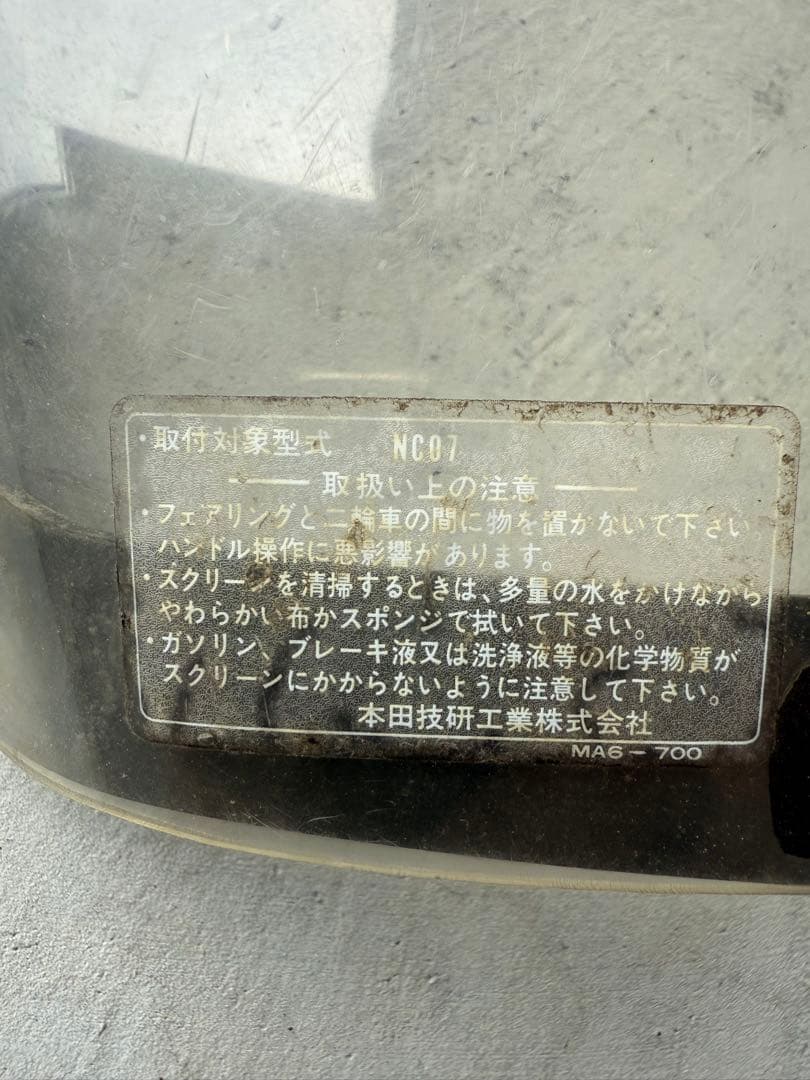 ・取付対象型式 NC07
取扱い上の注意
・フェアリングと二輪車の間に物を置かないで下さい。
ハンドル操作に悪影響があります。
・スクリーンを清掃するときは、多量の水をかけながら
やわらかい布かスポンジで拭いて下さい。
・ガソリン、ブレーキ液又は洗浄液等の化学物質が
スクリーンにかからないように注意して下さい。
本田技研工業株式会社
MA6-700